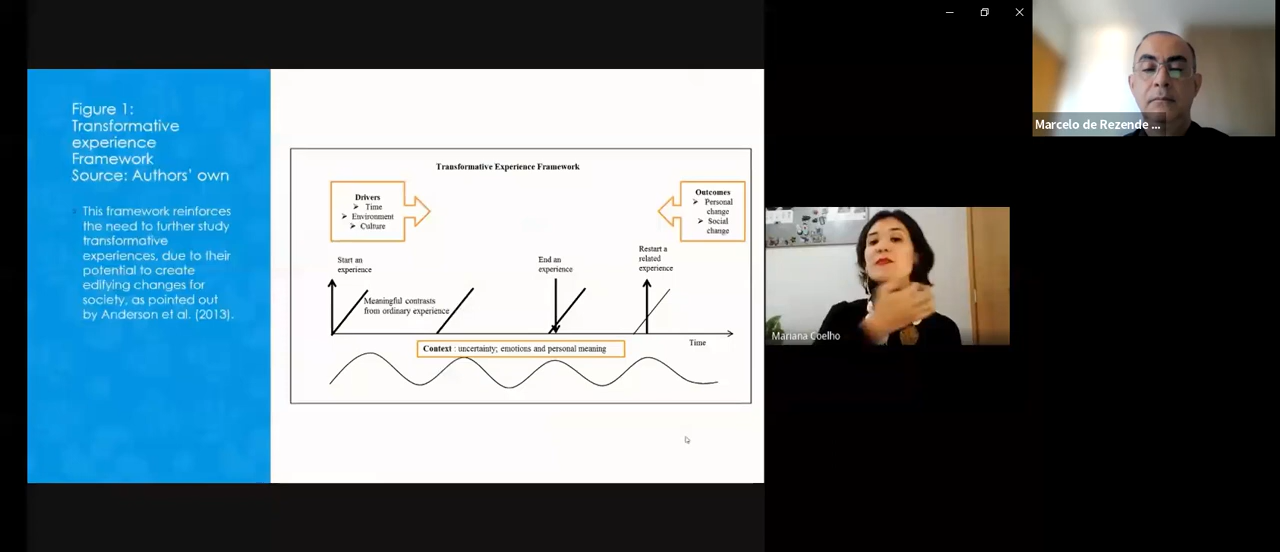 Figure 1:
Transformative
experience
Framework
Source: Authors' own
This framework reinforces
the need to further study
transformative
experiences, due to their
potential to create
edifying changes for
society, as pointed out
by Anderson et al. (2013).
Transformative Experience Framework
Drivers
➤ Time
➤ Environment
➤ Culture
Outcomes
➤ Personal
change
➤ Social
change
Start an
experience
Meaningful contrasts
from ordinary experience
End an
experience
Restart a
related
experience
Time
Context : uncertainty; emotions and personal meaning
Marcelo de Rezende ...
Mariana Coelho